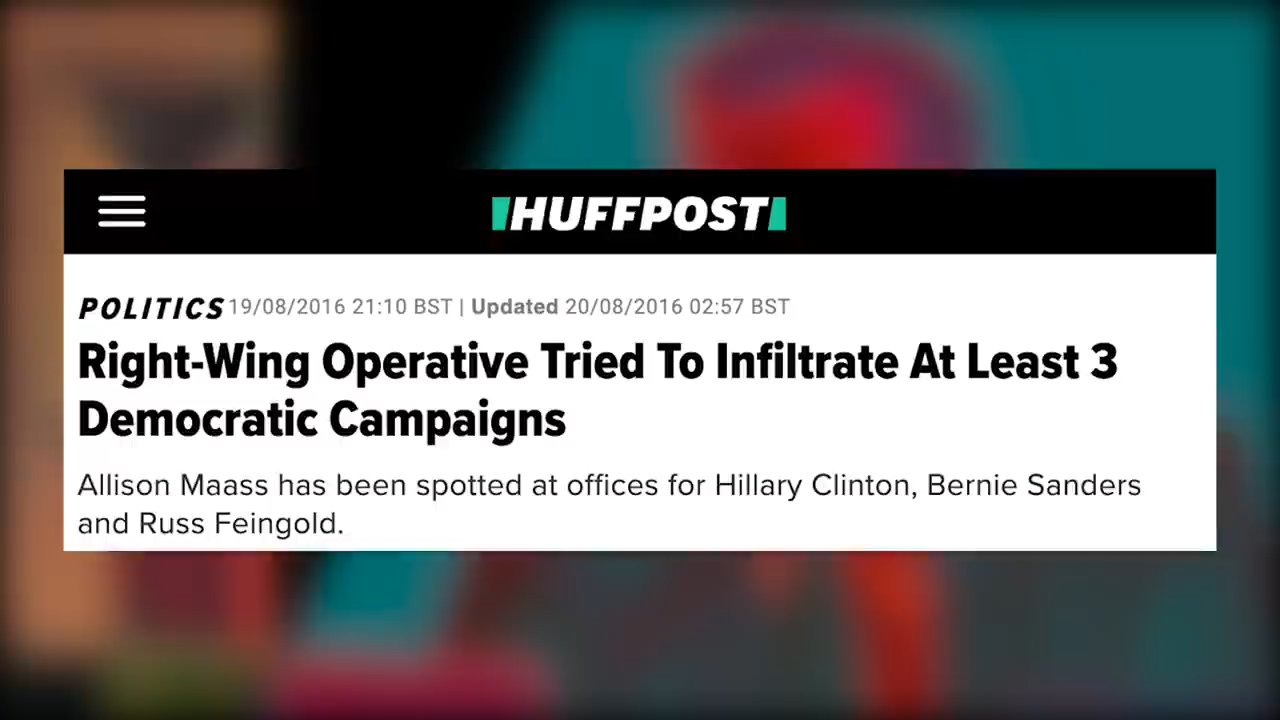 HUFFPOST
POLITICS 19/08/2016 21:10 BST | Updated 20/08/2016 02:57 BST
Right-Wing Operative Tried To Infiltrate At Least 3
Democratic Campaigns
Allison Maass has been spotted at offices for Hillary Clinton, Bernie Sanders
and Russ Feingold.